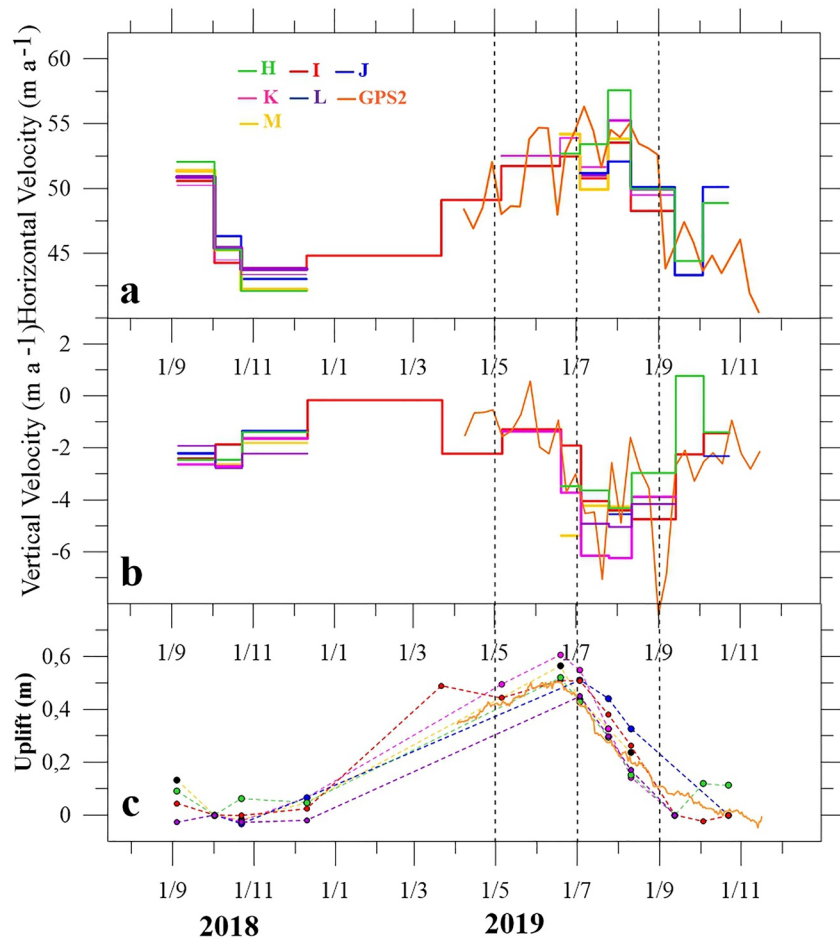 Horizontal Velocity (m a⁻¹)
60
55
50
45
H I J
K L GPS2
M
a
Vertical Velocity (m a⁻¹)
1/9 1/11 1/1 1/3 1/5 1/7 1/9 1/11
2
0
-2
-4
-6
b
Uplift (m)
1/9 1/11 1/1 1/3 1/5 1/7 1/9 1/11
0,6
0,4
0,2
0
c
1/9 1/11 1/1 1/3 1/5 1/7 1/9 1/11
2018 2019